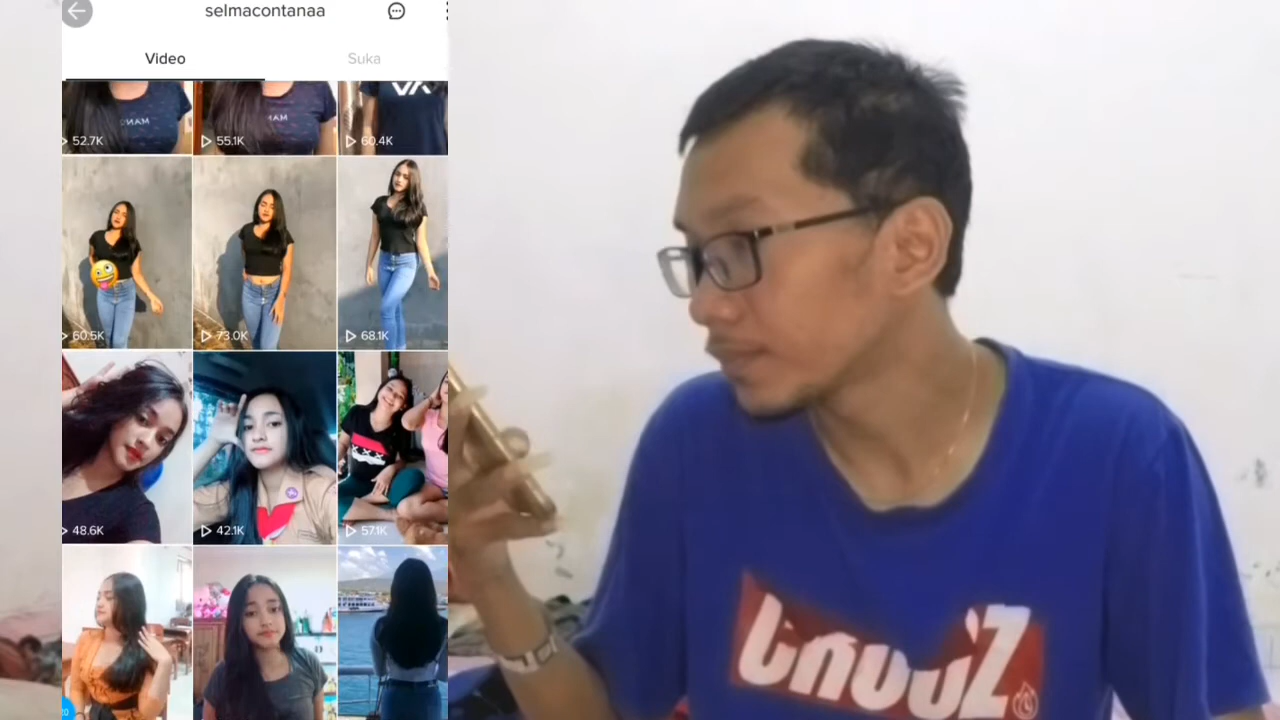 selmacontanaa
Video
Suka
52.7K
55.1K
60.4K
60.5K
73.0K
68.1K
48.6K
42.1K
57.1K